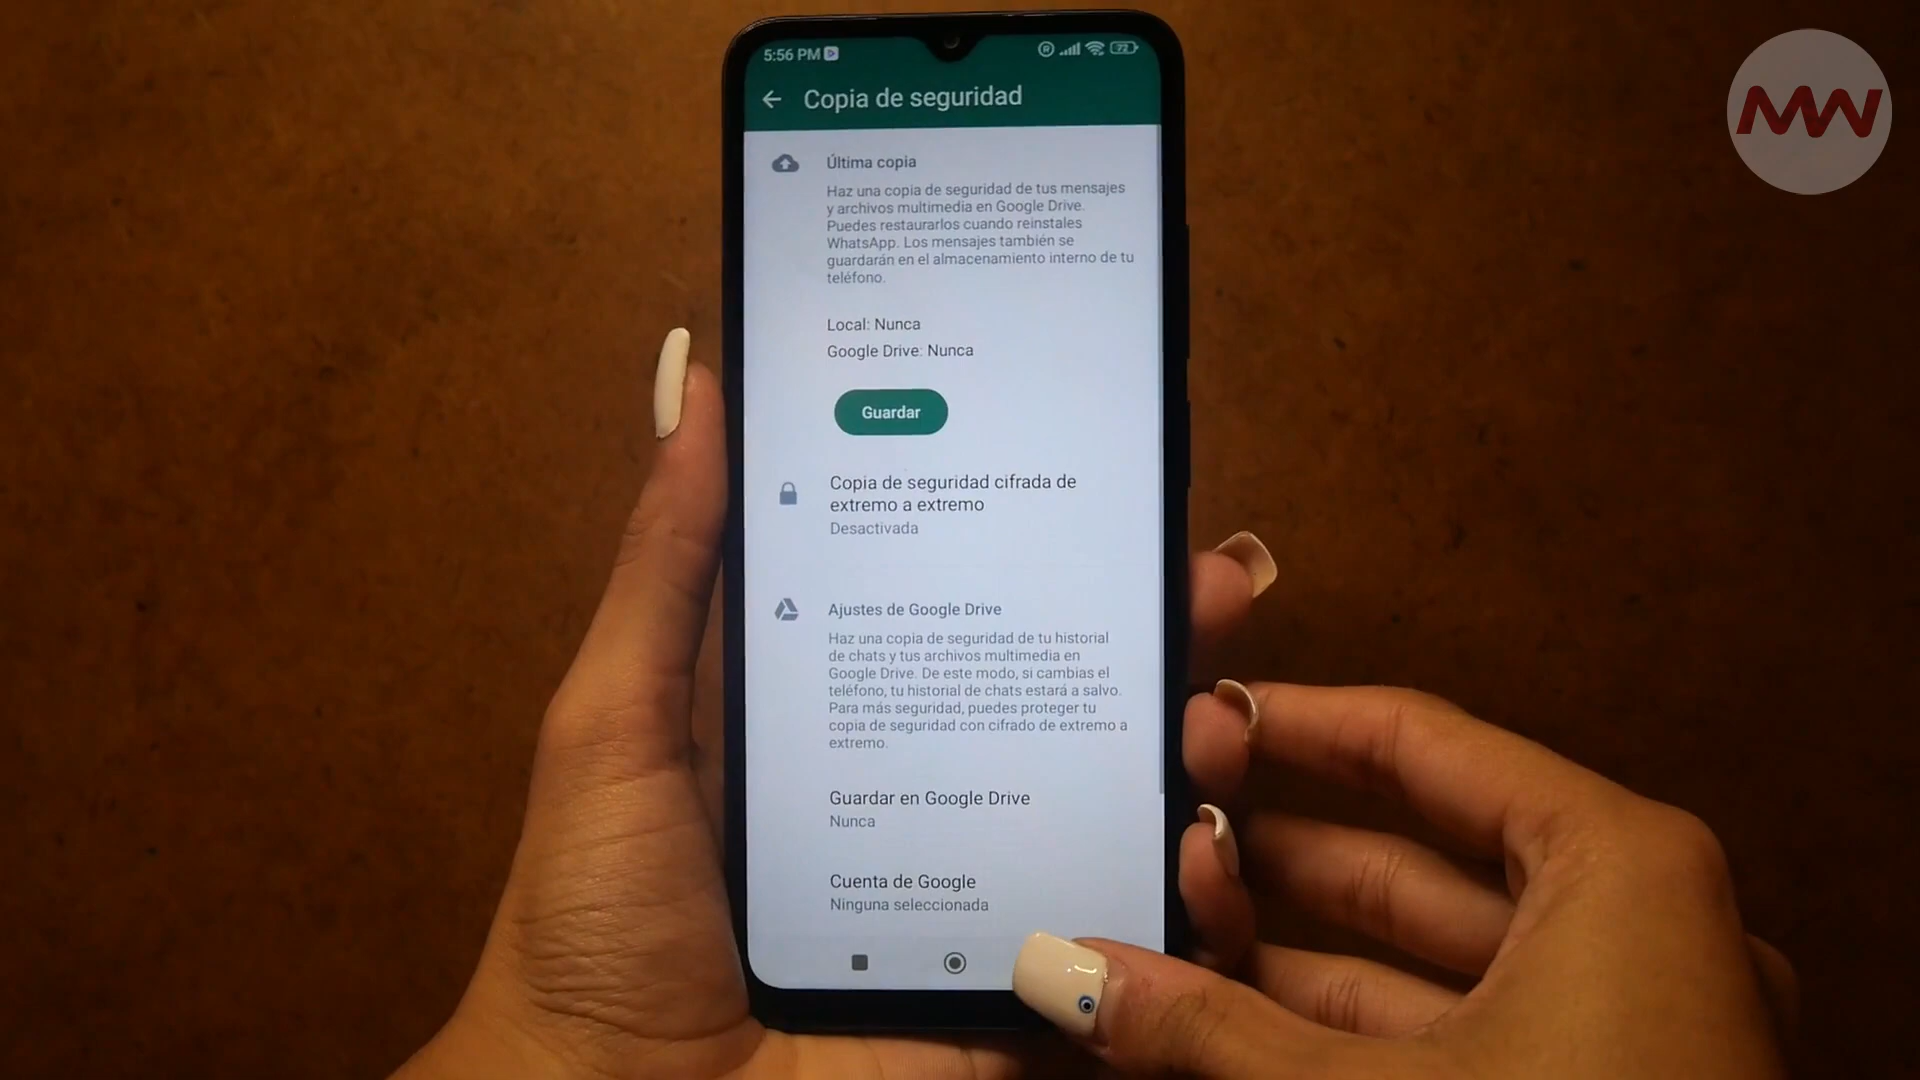 5:56 PM
72
Copia de seguridad
Última copia
Haz una copia de seguridad de tus mensajes
y archivos multimedia en Google Drive.
Puedes restaurarlos cuando reinstales
WhatsApp. Los mensajes también se
guardarán en el almacenamiento interno de tu
teléfono.
Local: Nunca
Google Drive: Nunca
Guardar
Copia de seguridad cifrada de
extremo a extremo
Desactivada
Ajustes de Google Drive
Haz una copia de seguridad de tu historial
de chats y tus archivos multimedia en
Google Drive. De este modo, si cambias el
teléfono, tu historial de chats estará a salvo.
Para más seguridad, puedes proteger tu
copia de seguridad con cifrado de extremo a
extremo.
Guardar en Google Drive
Nunca
Cuenta de Google
Ninguna seleccionada
MW